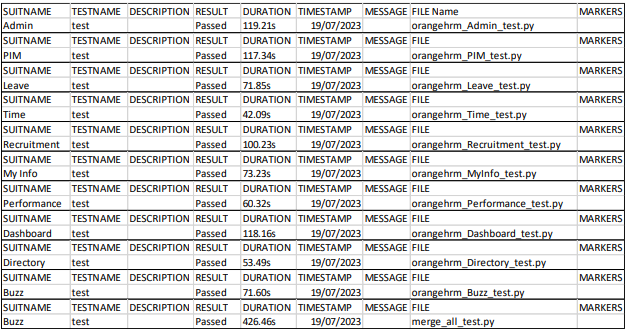 SUITNAME TESTNAME DESCRIPTION RESULT DURATION TIMESTAMP MESSAGE FILE Name MARKERS
Admin test Passed 119.21s 19/07/2023 orangehrm_Admin_test.py
SUITNAME TESTNAME DESCRIPTION RESULT DURATION TIMESTAMP MESSAGE FILE MARKERS
PIM test Passed 117.34s 19/07/2023 orangehrm_PIM_test.py
SUITNAME TESTNAME DESCRIPTION RESULT DURATION TIMESTAMP MESSAGE FILE MARKERS
Leave test Passed 71.85s 19/07/2023 orangehrm_Leave_test.py
SUITNAME TESTNAME DESCRIPTION RESULT DURATION TIMESTAMP MESSAGE FILE MARKERS
Time test Passed 42.09s 19/07/2023 orangehrm_Time_test.py
SUITNAME TESTNAME DESCRIPTION RESULT DURATION TIMESTAMP MESSAGE FILE MARKERS
Recruitment test Passed 100.23s 19/07/2023 orangehrm_Recruitment_test.py
SUITNAME TESTNAME DESCRIPTION RESULT DURATION TIMESTAMP MESSAGE FILE MARKERS
My Info test Passed 73.23s 19/07/2023 orangehrm_MyInfo_test.py
SUITNAME TESTNAME DESCRIPTION RESULT DURATION TIMESTAMP MESSAGE FILE MARKERS
Performance test Passed 60.32s 19/07/2023 orangehrm_Performance_test.py
SUITNAME TESTNAME DESCRIPTION RESULT DURATION TIMESTAMP MESSAGE FILE MARKERS
Dashboard test Passed 118.16s 19/07/2023 orangehrm_Dashboard_test.py
SUITNAME TESTNAME DESCRIPTION RESULT DURATION TIMESTAMP MESSAGE FILE MARKERS
Directory test Passed 53.49s 19/07/2023 orangehrm_Directory_test.py
SUITNAME TESTNAME DESCRIPTION RESULT DURATION TIMESTAMP MESSAGE FILE MARKERS
Buzz test Passed 71.60s 19/07/2023 orangehrm_Buzz_test.py
SUITNAME TESTNAME DESCRIPTION RESULT DURATION TIMESTAMP MESSAGE FILE MARKERS
Buzz test Passed 426.46s 19/07/2023 merge_all_test.py